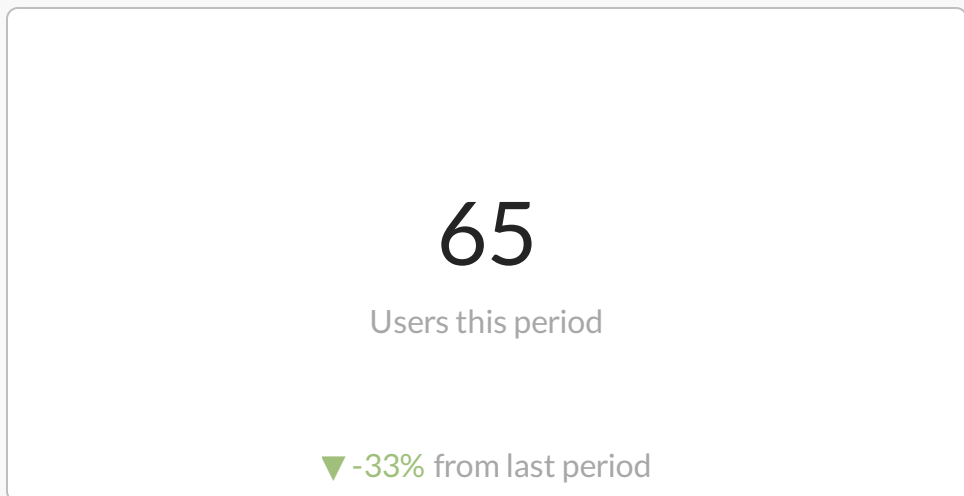 65
Users this period
▼ -33% from last period